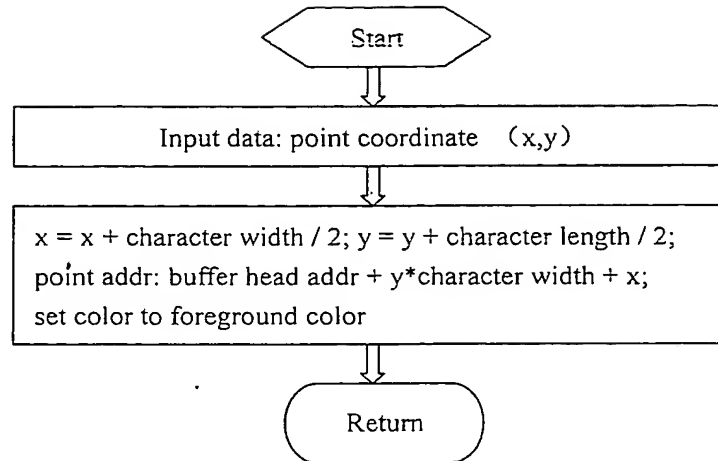 Start
Input data: point coordinate （x,y）
x = x + character width / 2; y = y + character length / 2;
point addr: buffer head addr + y*character width + x;
set color to foreground color
Return